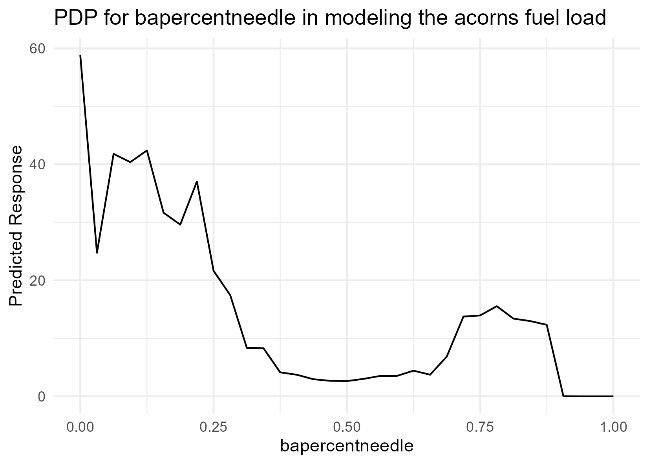 PDP for bapercentneedle in modeling the acorns fuel load
60
40
20
0
Predicted Response
0.00 0.25 0.50 0.75 1.00
bapercentneedle